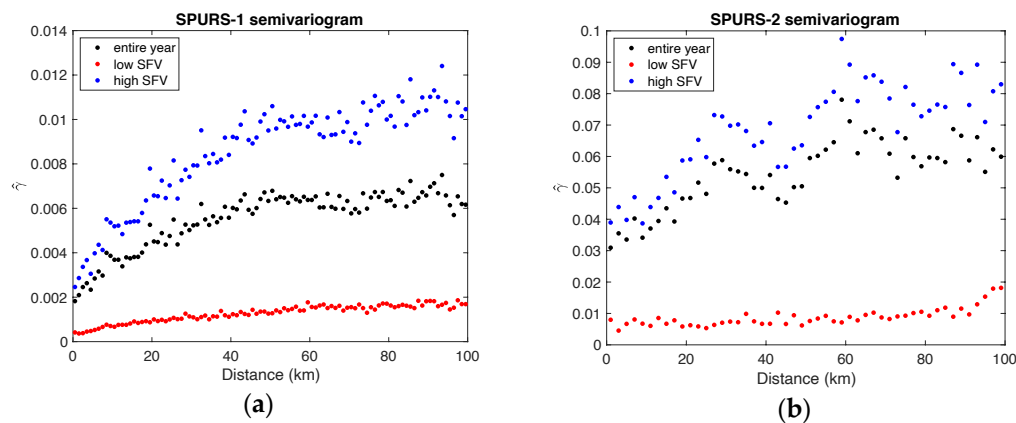 SPURS-1 semivariogram
0.014
0.012
0.01
0.008
0.006
0.004
0.002
0
γ̂
entire year
low SFV
high SFV
0 20 40 60 80 100
Distance (km)
(a)
SPURS-2 semivariogram
0.1
0.09
0.08
0.07
0.06
0.05
0.04
0.03
0.02
0.01
0
γ̂
entire year
low SFV
high SFV
0 20 40 60 80 100
Distance (km)
(b)